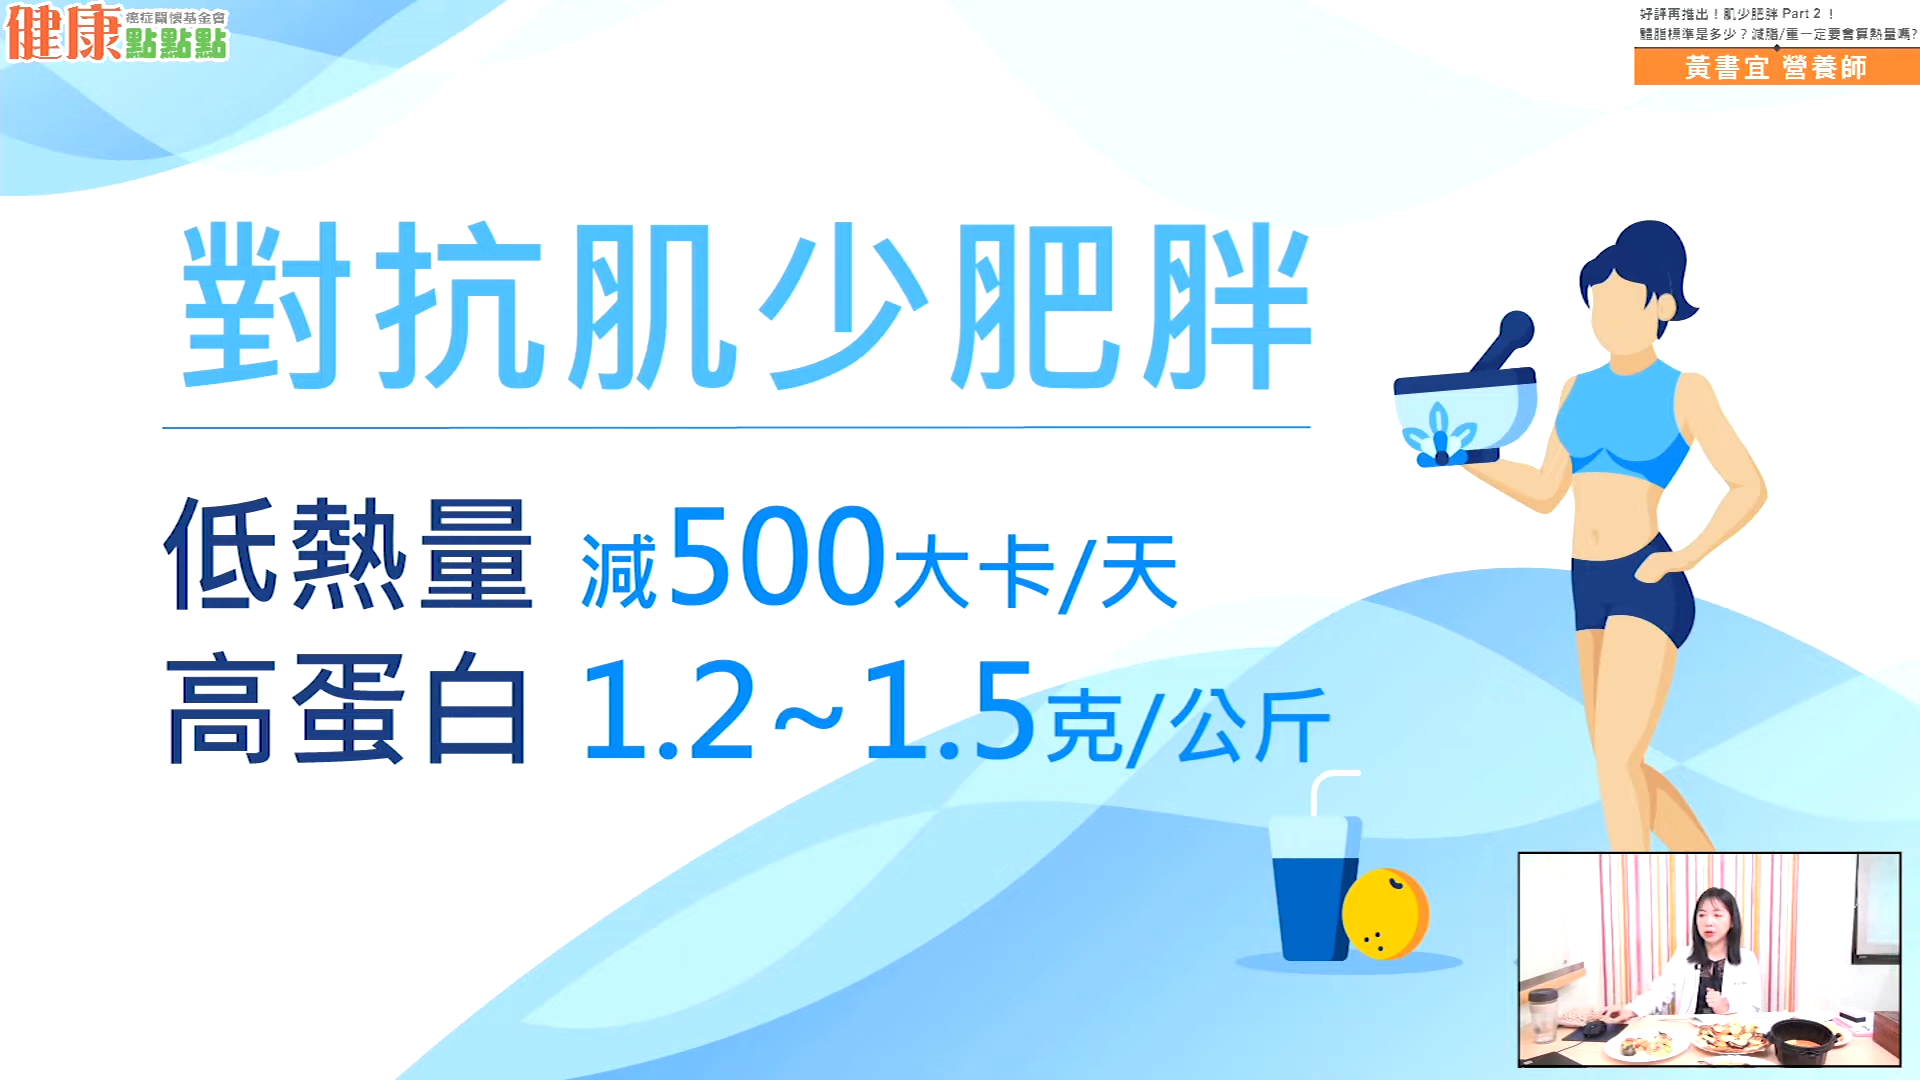 健康點點點
癌症關懷基金會
好評再推出！肌少肥胖 Part 2 ！
體脂標準是多少？減脂/重一定要會算熱量嗎?
黃書宜 營養師
對抗肌少肥胖
低熱量 減500大卡/天
高蛋白 1.2~1.5克/公斤